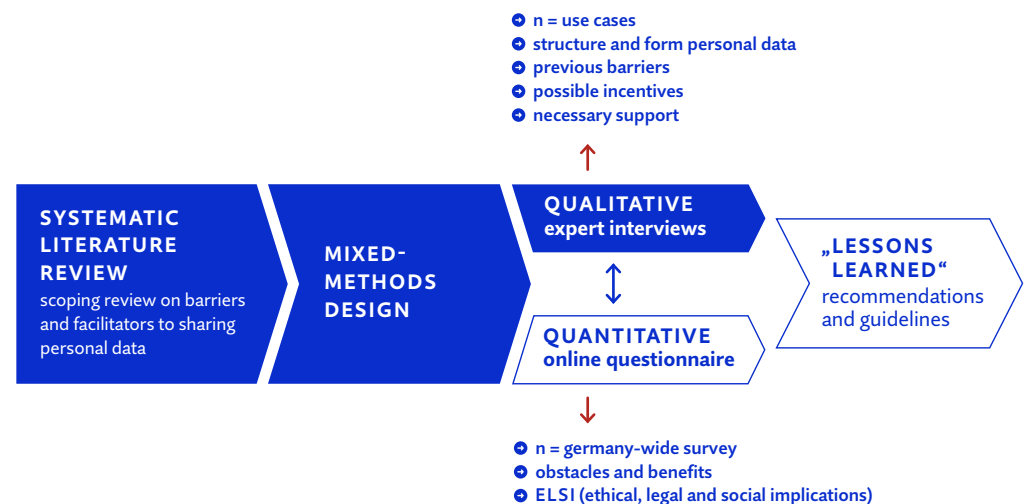 n = use cases
structure and form personal data
previous barriers
possible incentives
necessary support
SYSTEMATIC
LITERATURE
REVIEW
scoping review on barriers
and facilitators to sharing
personal data
MIXED-
METHODS
DESIGN
QUALITATIVE
expert interviews
QUANTITATIVE
online questionnaire
„LESSONS
LEARNED“
recommendations
and guidelines
n = germany-wide survey
obstacles and benefits
ELSI (ethical, legal and social implications)